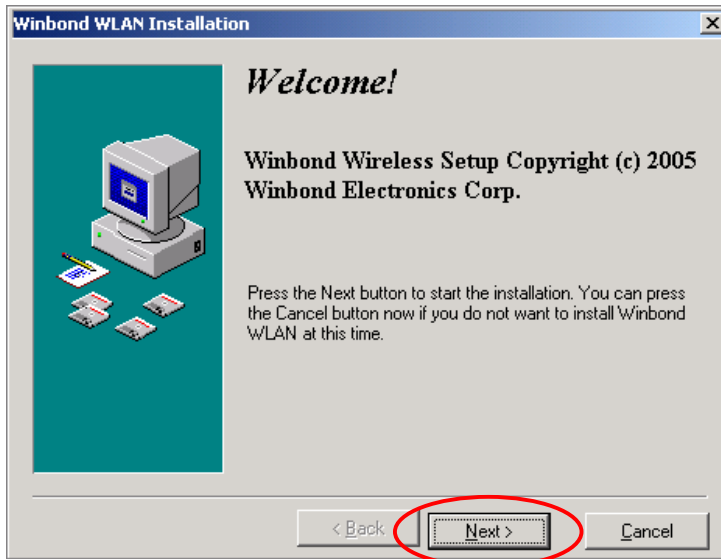 Winbond WLAN Installation
Welcome!
Winbond Wireless Setup Copyright (c) 2005
Winbond Electronics Corp.
Press the Next button to start the installation. You can press
the Cancel button now if you do not want to install Winbond
WLAN at this time.
< Back
Next >
Cancel